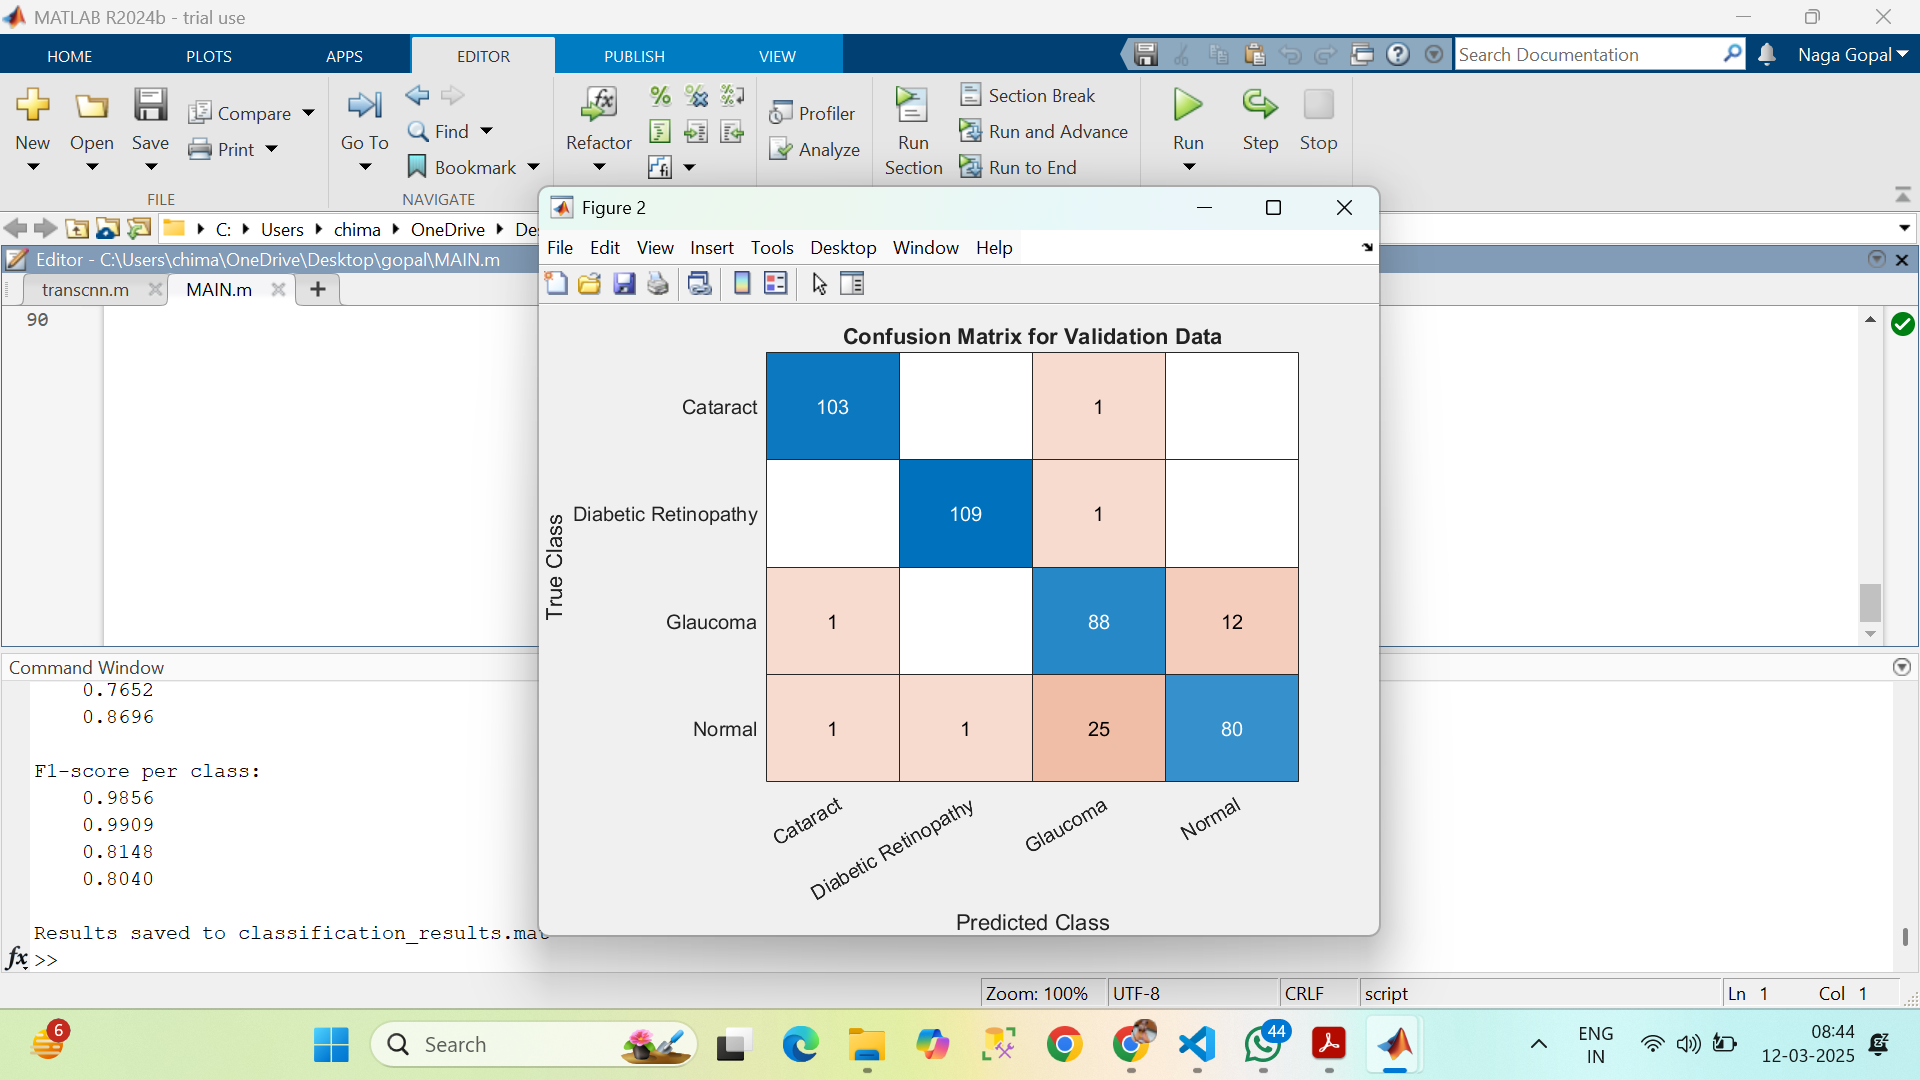 MATLAB R2024b - trial use
HOME PLOTS APPS EDITOR PUBLISH VIEW
Search Documentation
Naga Gopal
New
Open
Save
Compare
Print
FILE
Go To
Find
Bookmark
NAVIGATE
Refactor
Profiler
Analyze
Run Section
Section Break
Run and Advance
Run to End
Run
Step
Stop
C: Users chima OneDrive De
Editor - C:\Users\chima\OneDrive\Desktop\gopal\MAIN.m
transcnn.m MAIN.m
90
Figure 2
File Edit View Insert Tools Desktop Window Help
Confusion Matrix for Validation Data
True Class
Cataract 103 1
Diabetic Retinopathy 109 1
Glaucoma 1 88 12
Normal 1 1 25 80
Cataract Diabetic Retinopathy Glaucoma Normal
Predicted Class
Command Window
0.7652
0.8696
F1-score per class:
0.9856
0.9909
0.8148
0.8040
Results saved to classification_results.mat
fx >>
Zoom: 100% UTF-8 CRLF script Ln 1 Col 1
6
Search
44
ENG
IN
08:44
12-03-2025